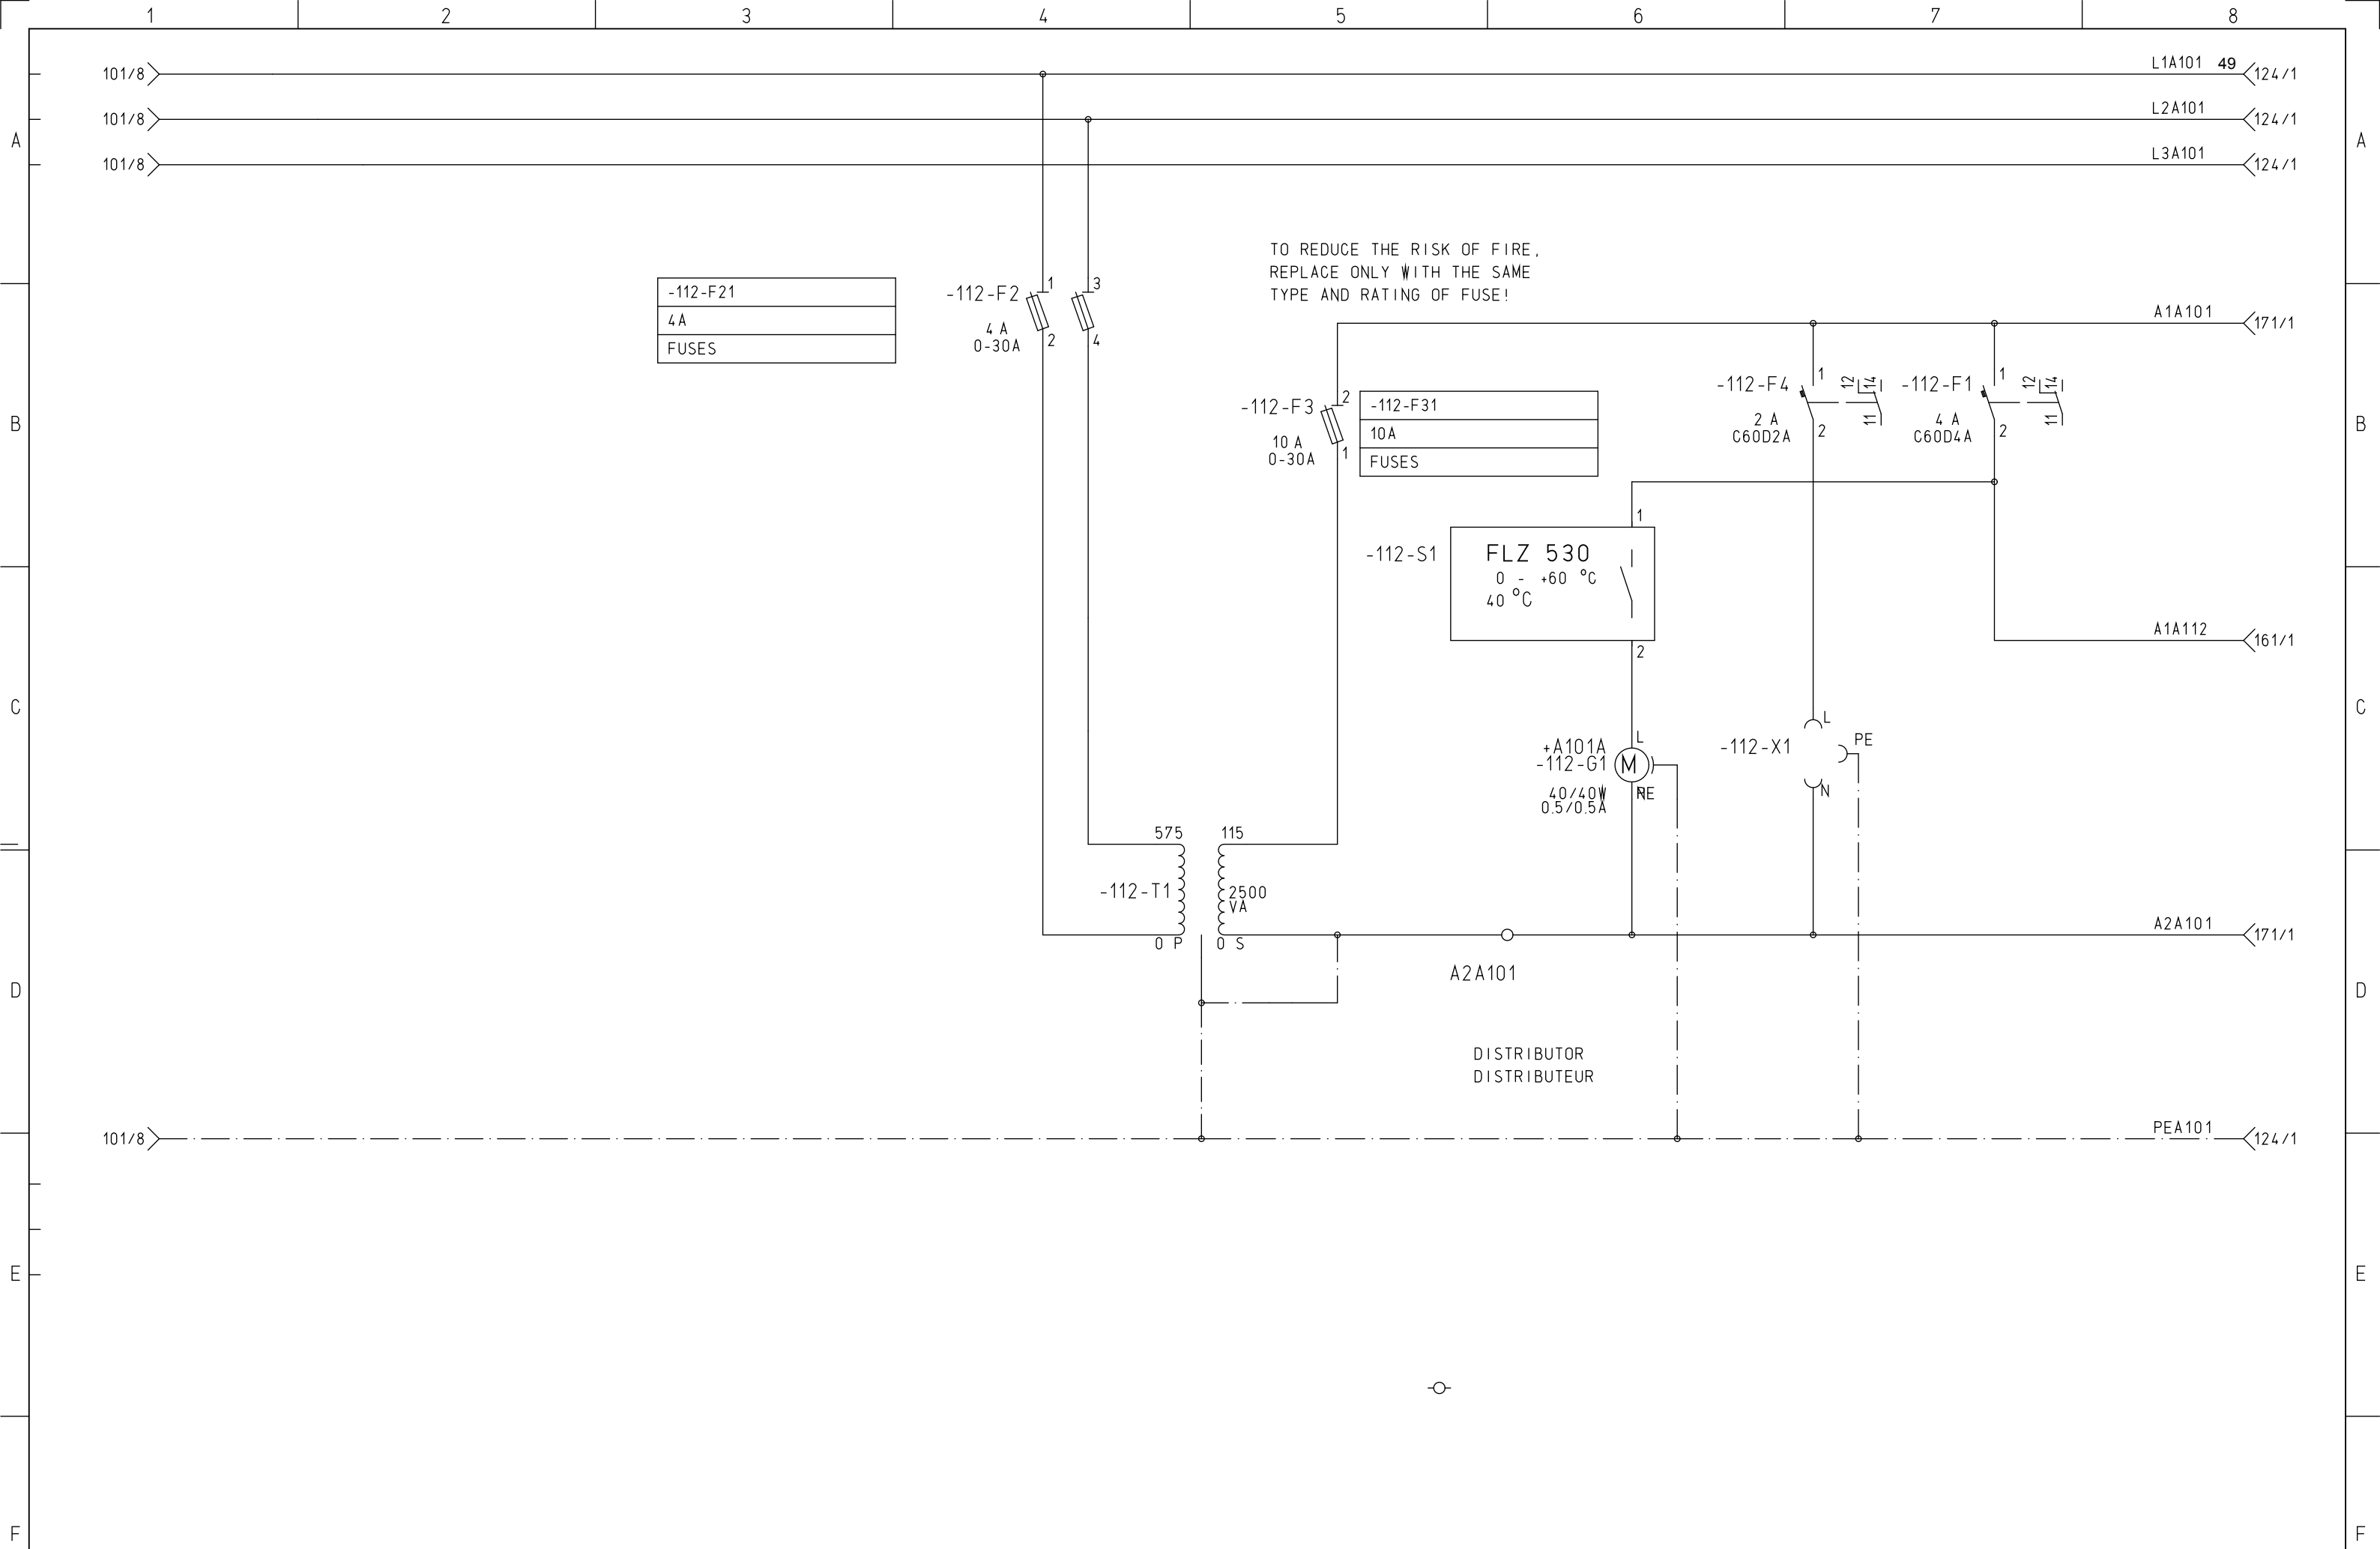 1 2 3 4 5 6 7 8
101/8 L1A101 49 124/1
101/8 L2A101 124/1
A A
101/8 L3A101 124/1
TO REDUCE THE RISK OF FIRE,
REPLACE ONLY WITH THE SAME
TYPE AND RATING OF FUSE!
-112-F21
4A
FUSES
-112-F2
4 A
0-30A
1 3
2 4
A1A101 171/1
-112-F3
10 A
0-30A
2
1
-112-F31
10A
FUSES
-112-F4
2 A
C60D2A
1
2
12 14
11
-112-F1
4 A
C60D4A
1
2
12 14
11
B B
1
-112-S1
FLZ 530
0 - +60 °C
40 °C
2
A1A112 161/1
C C
+A101A
-112-G1
40/40W
0.5/0.5A
L
M
PE
-112-X1
L
PE
N
575 115
-112-T1
2500
VA
0 P 0 S
A2A101 171/1
A2A101
D D
DISTRIBUTOR
DISTRIBUTEUR
101/8 PEA101 124/1
E E
F F